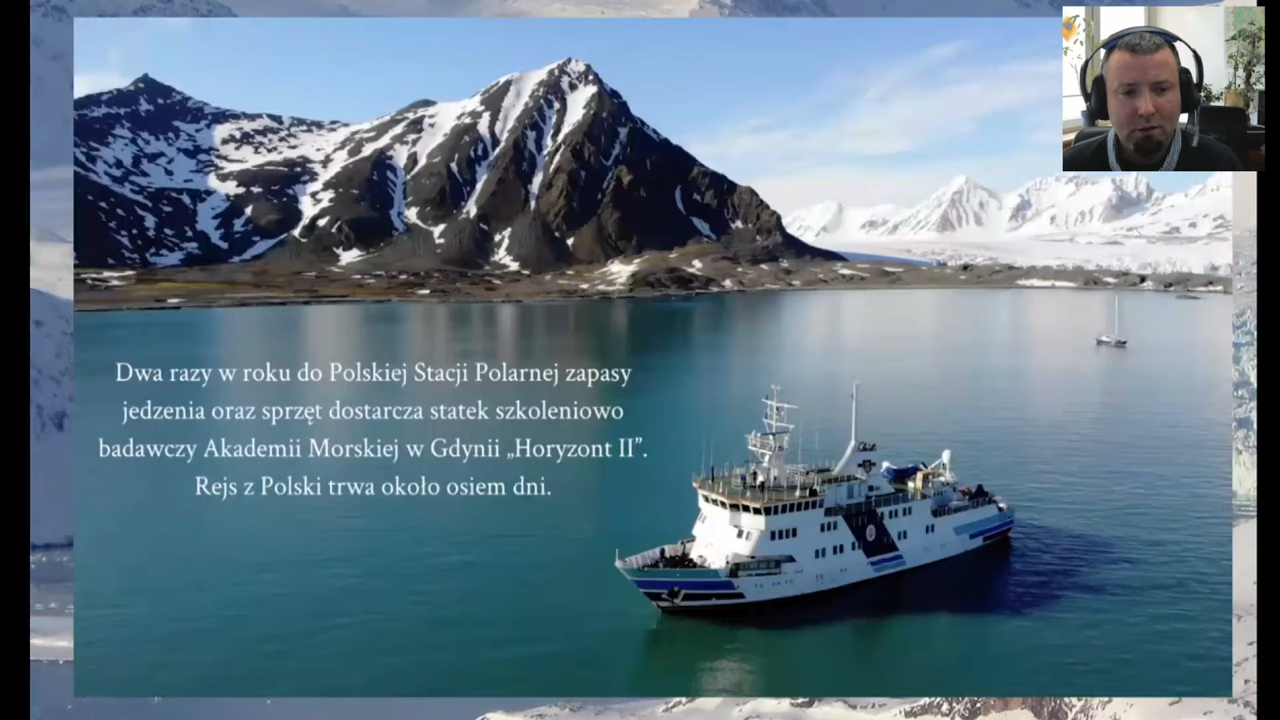 Dwa razy w roku do Polskiej Stacji Polarnej zapasy
jedzenia oraz sprzęt dostarcza statek szkoleniowo
badawczy Akademii Morskiej w Gdynii „Horyzont II”.
Rejs z Polski trwa około osiem dni.